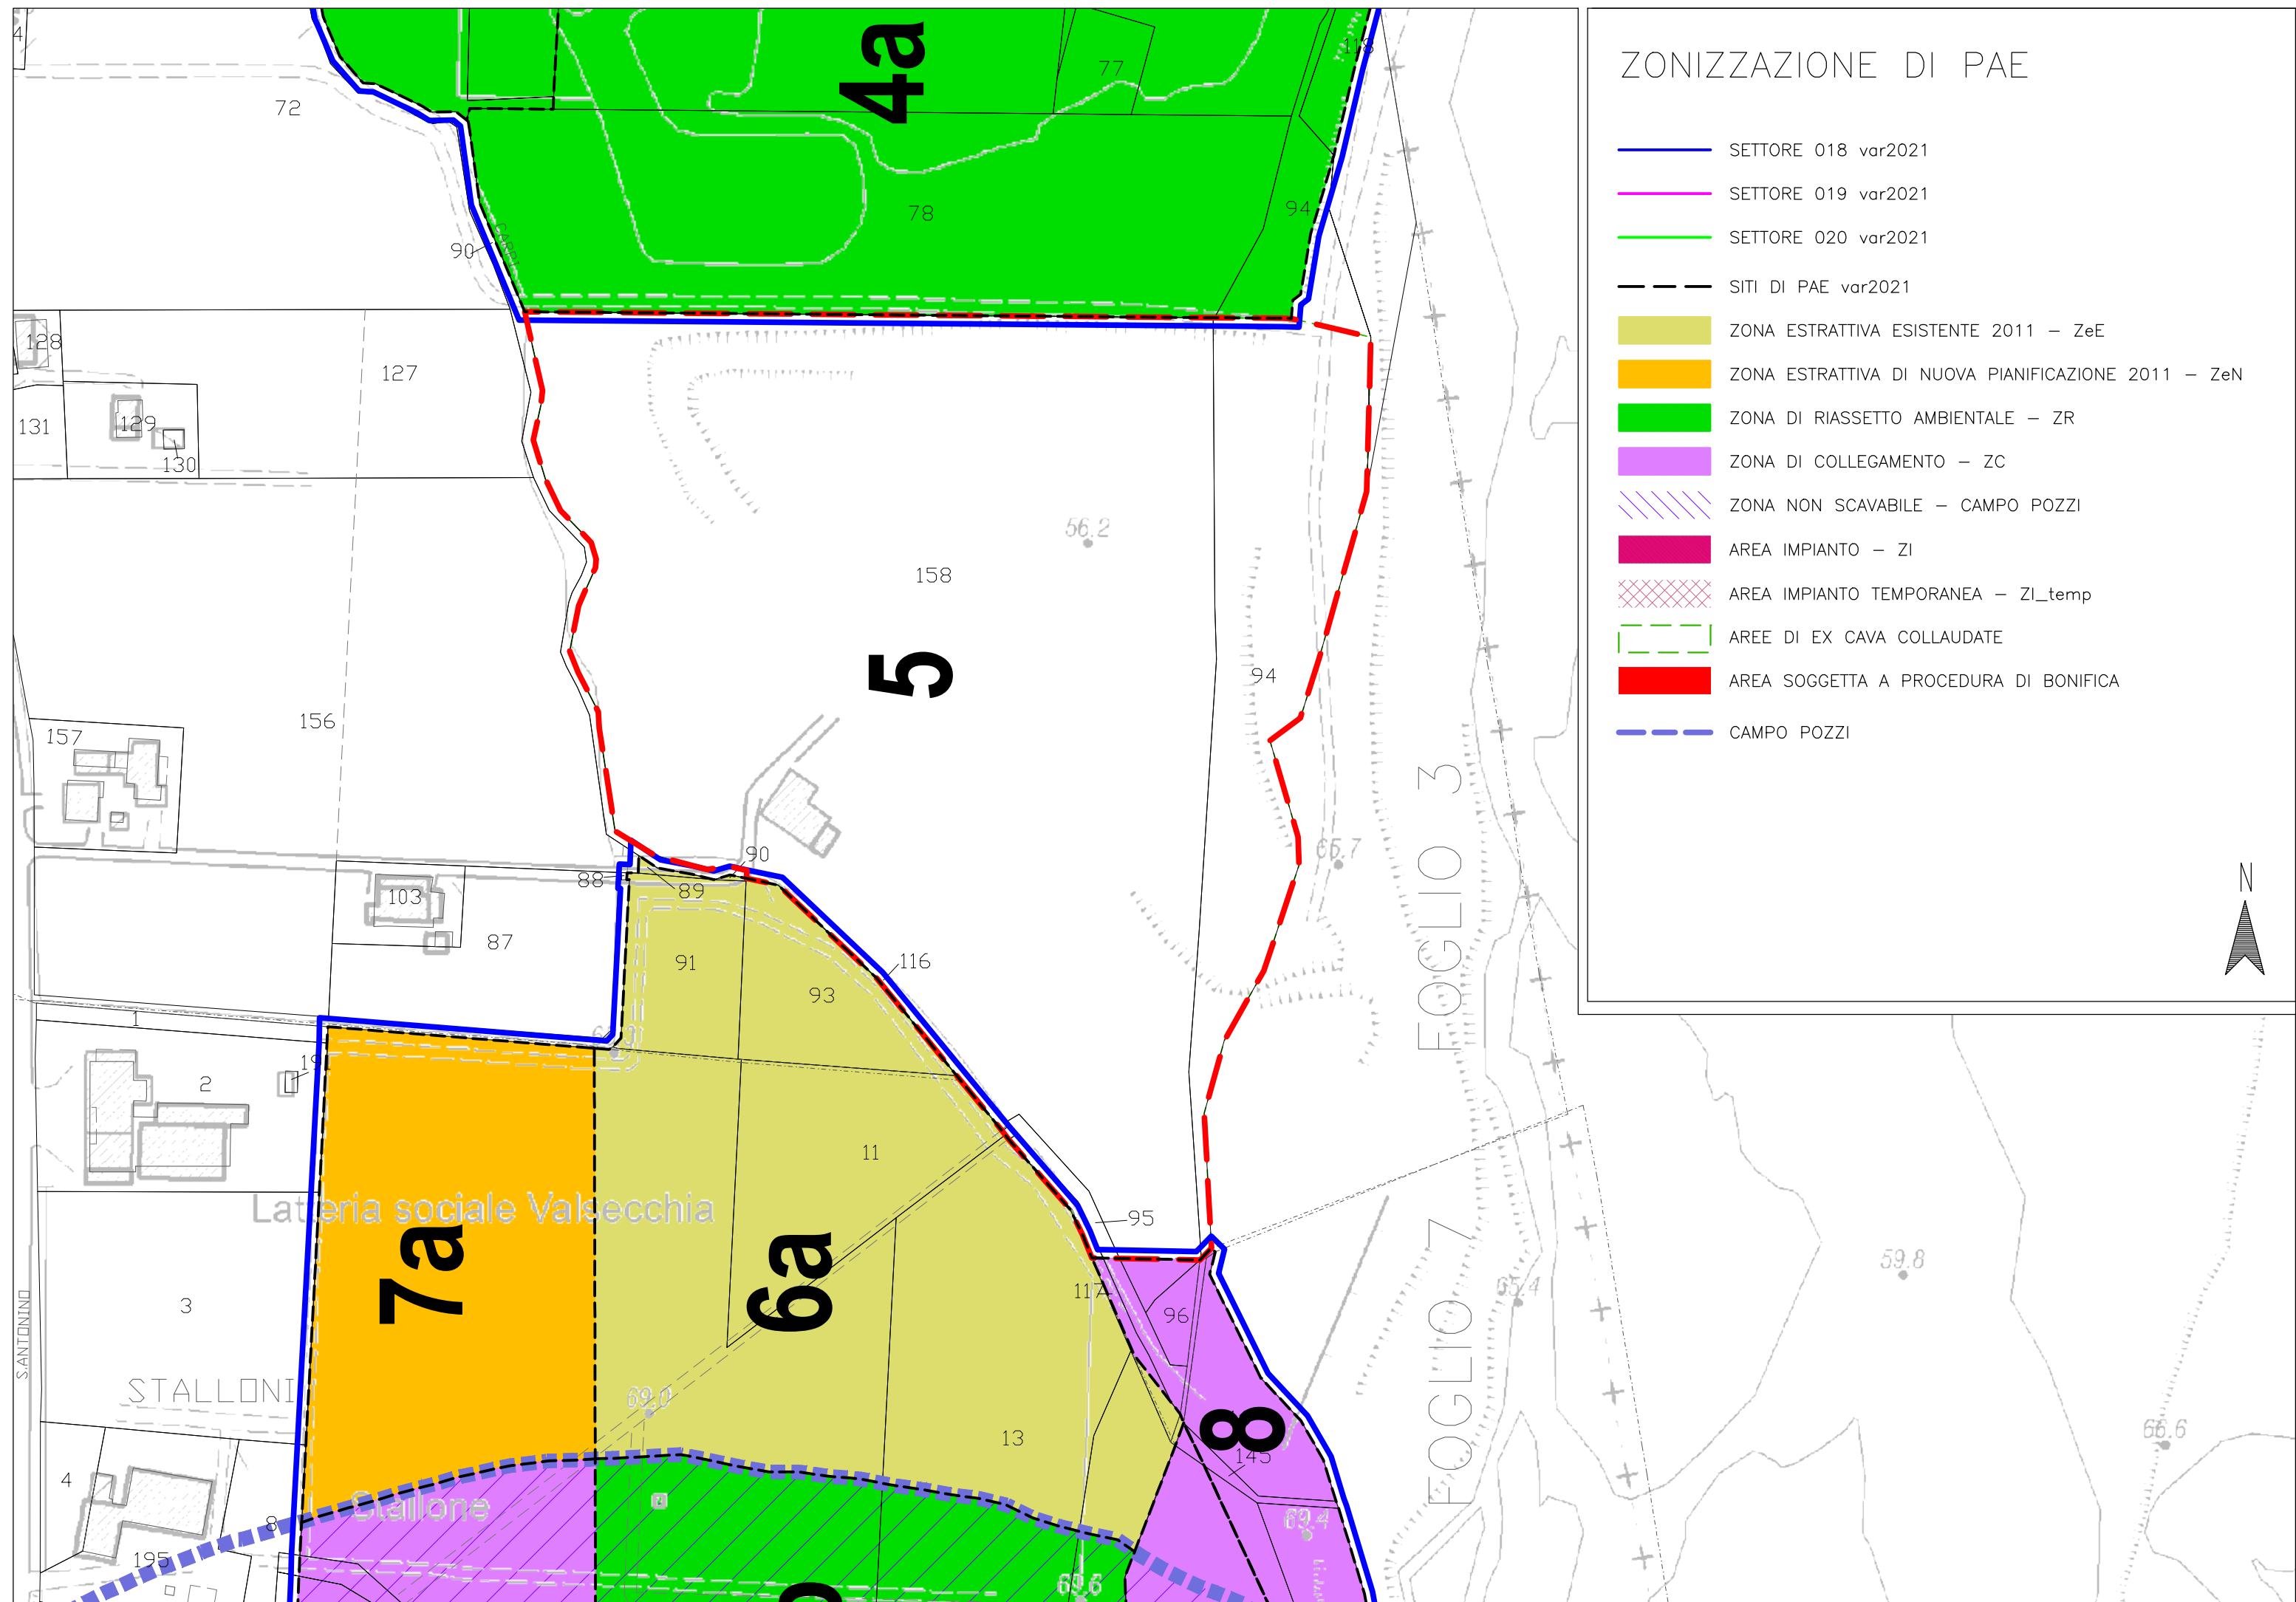 ZONIZZAZIONE DI PAE
SETTORE 018 var2021
SETTORE 019 var2021
SETTORE 020 var2021
SITI DI PAE var2021
ZONA ESTRATTIVA ESISTENTE 2011 – ZeE
ZONA ESTRATTIVA DI NUOVA PIANIFICAZIONE 2011 – ZeN
ZONA DI RIASSETTO AMBIENTALE – ZR
ZONA DI COLLEGAMENTO – ZC
ZONA NON SCAVABILE – CAMPO POZZI
AREA IMPIANTO – ZI
AREA IMPIANTO TEMPORANEA – ZI_temp
AREE DI EX CAVA COLLAUDATE
AREA SOGGETTA A PROCEDURA DI BONIFICA
CAMPO POZZI
N
4
72
4a
118
77
78
94
90
128
127
131
129
130
56.2
158
5
94
156
157
FOGLIO 3
65.7
90
88
89
103
87
91
93
116
1
19
2
11
Latteria sociale Valsecchia
7a
6a
95
117
96
FOGLIO 7
59.8
65.4
3
S.ANTONINO
STALLONI
69.0
13
8
145
66.6
4
Stallone
8
69.4
195
69.6